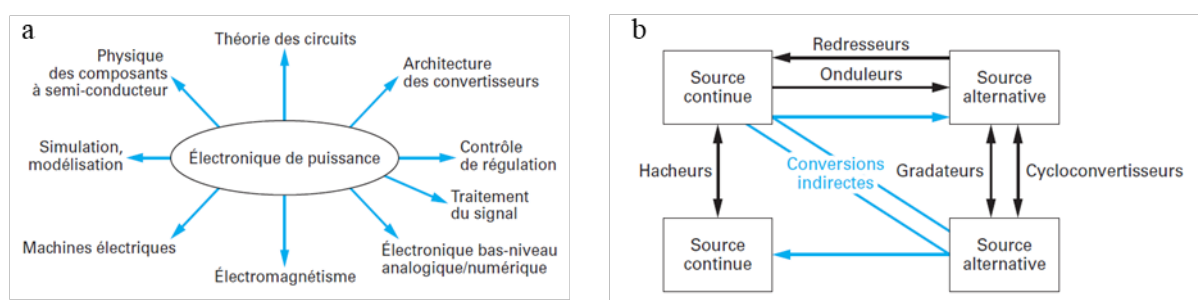 a
Théorie des circuits
Physique
des composants
à semi-conducteur
Architecture
des convertisseurs
Simulation,
modélisation
Électronique de puissance
Contrôle
de régulation
Traitement
du signal
Machines électriques
Électromagnétisme
Électronique bas-niveau
analogique/numérique
b
Redresseurs
Source
continue
Onduleurs
Source
alternative
Hacheurs
Conversions
indirectes
Gradateurs
Cycloconvertisseurs
Source
continue
Source
alternative